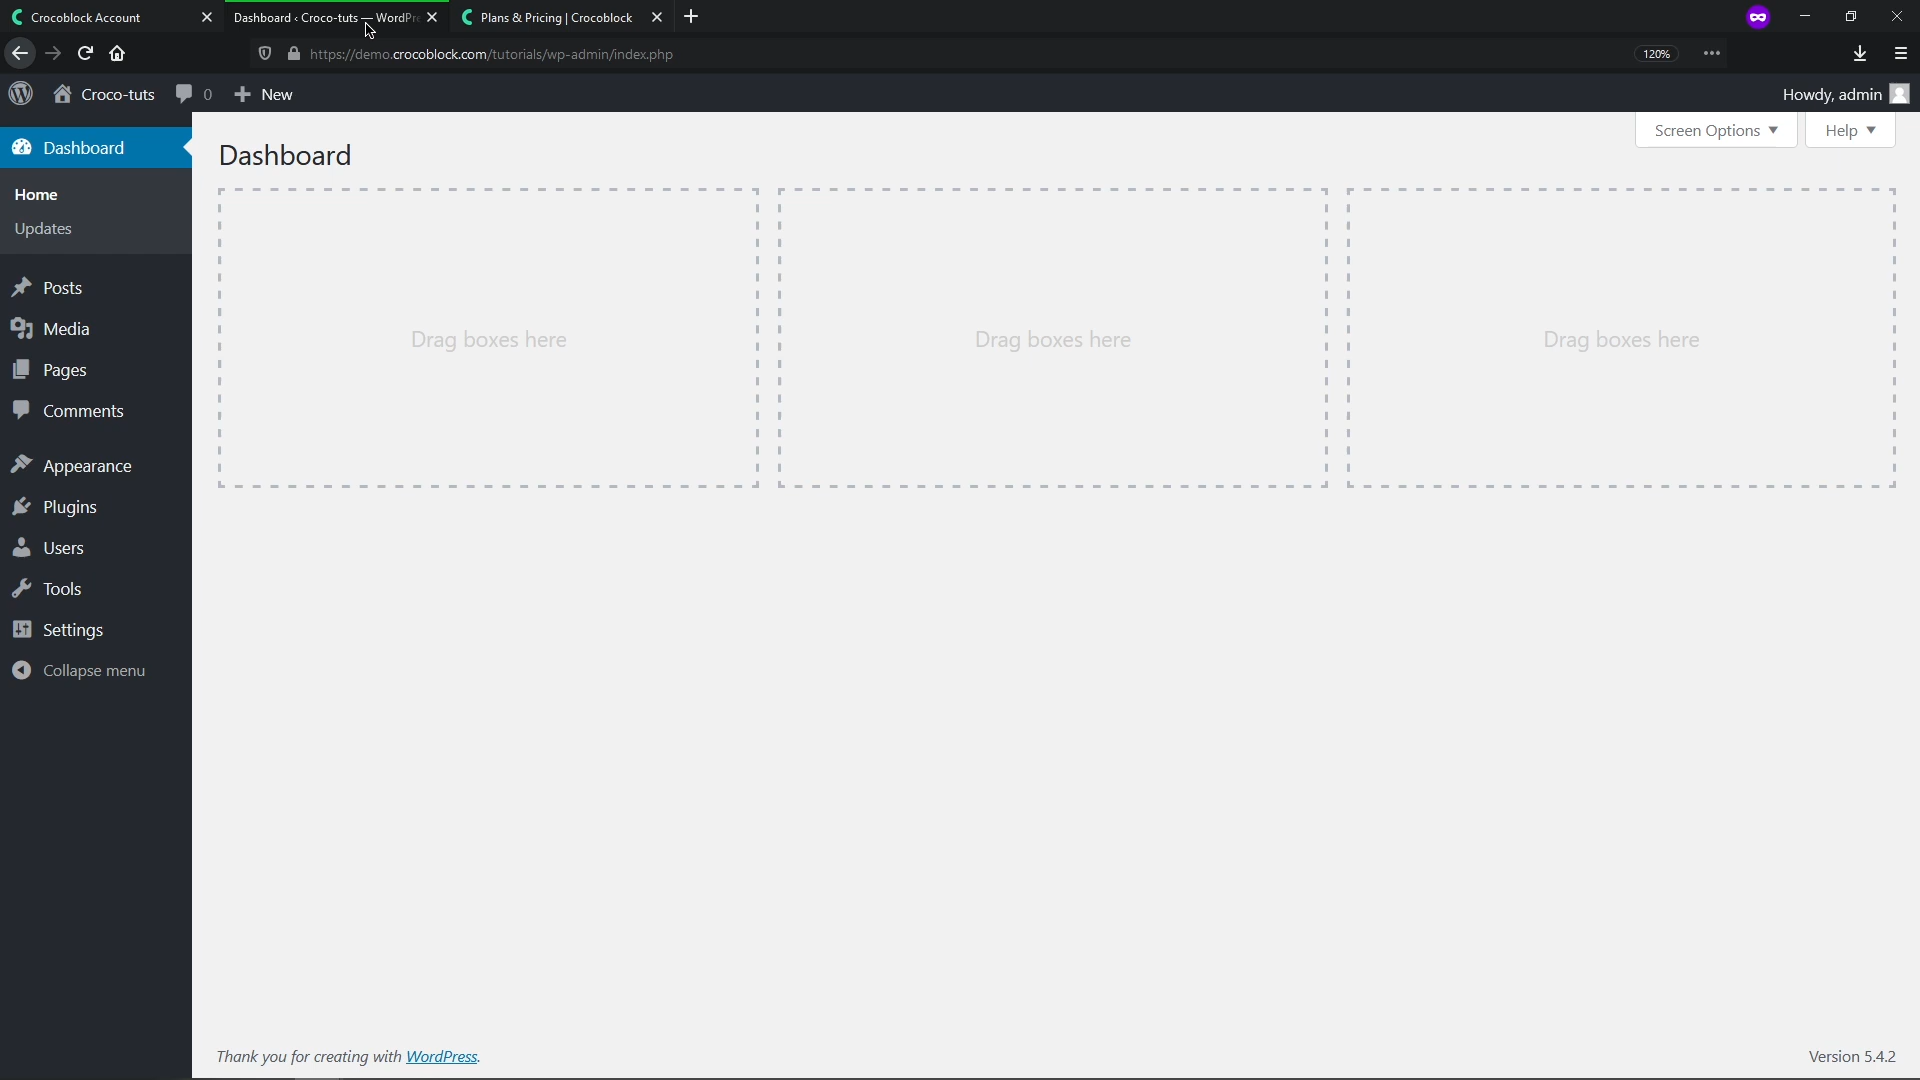 Crocoblock Account
Dashboard ‹ Croco-tuts — WordPr
Plans & Pricing | Crocoblock
https://demo.crocoblock.com/tutorials/wp-admin/index.php
120%
Croco-tuts
0
New
Howdy, admin
Dashboard
Home
Updates
Posts
Media
Pages
Comments
Appearance
Plugins
Users
Tools
Settings
Collapse menu
Screen Options
Help
Dashboard
Drag boxes here
Drag boxes here
Drag boxes here
Thank you for creating with WordPress.
Version 5.4.2